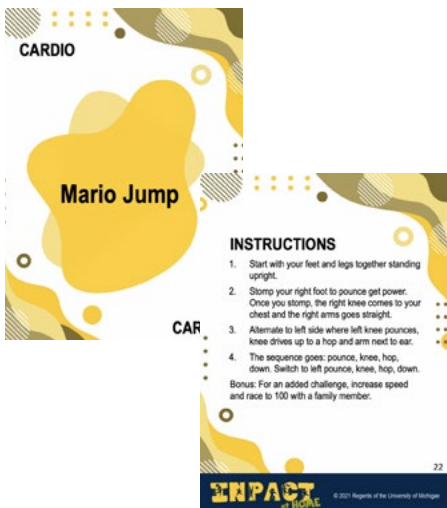 CARDIO
Mario Jump
CAR
INSTRUCTIONS
1. Start with your feet and legs together standing
upright.
2. Stomp your right foot to pounce get power.
Once you stomp, the right knee comes to your
chest and the right arms goes straight.
3. Alternate to left side where left knee pounces,
knee drives up to a hop and arm next to ear.
4. The sequence goes: pounce, knee, hop,
down. Switch to left pounce, knee, hop, down.
Bonus: For an added challenge, increase speed
and race to 100 with a family member.
22
INPACT
AT HOME
© 2021 Regents of the University of Michigan